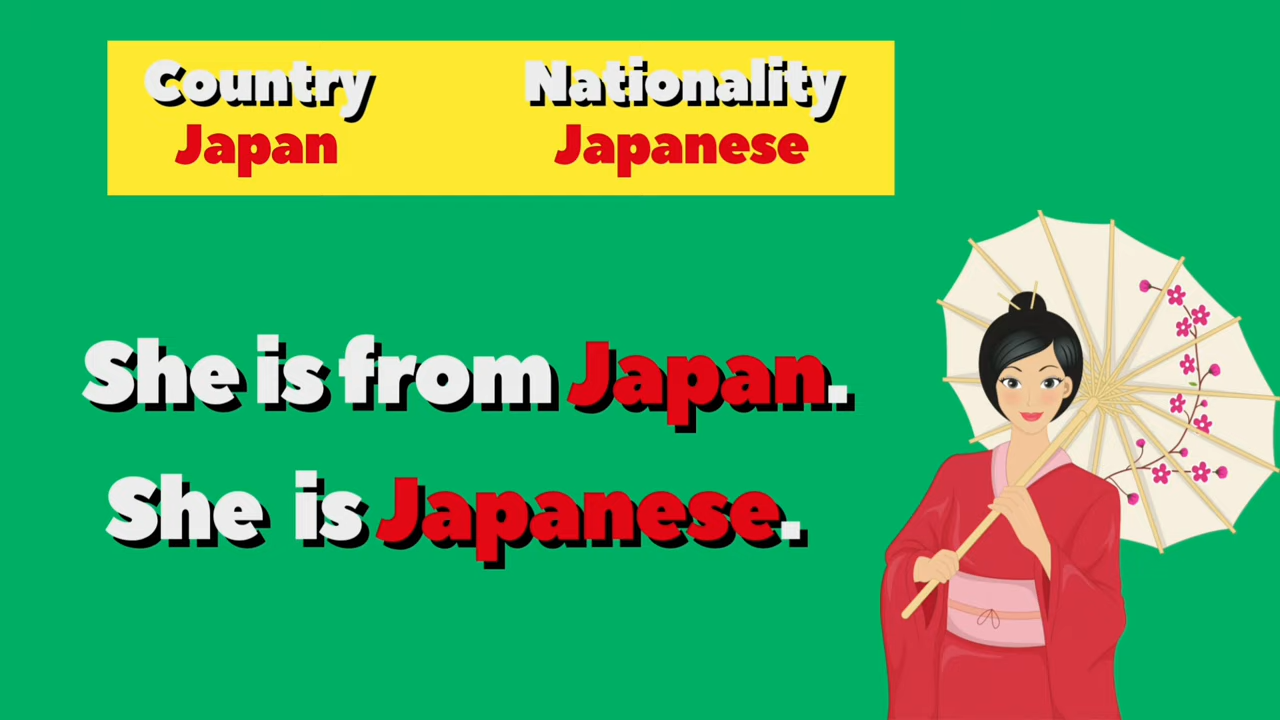 Country Nationality
Japan Japanese
She is from Japan.
She is Japanese.